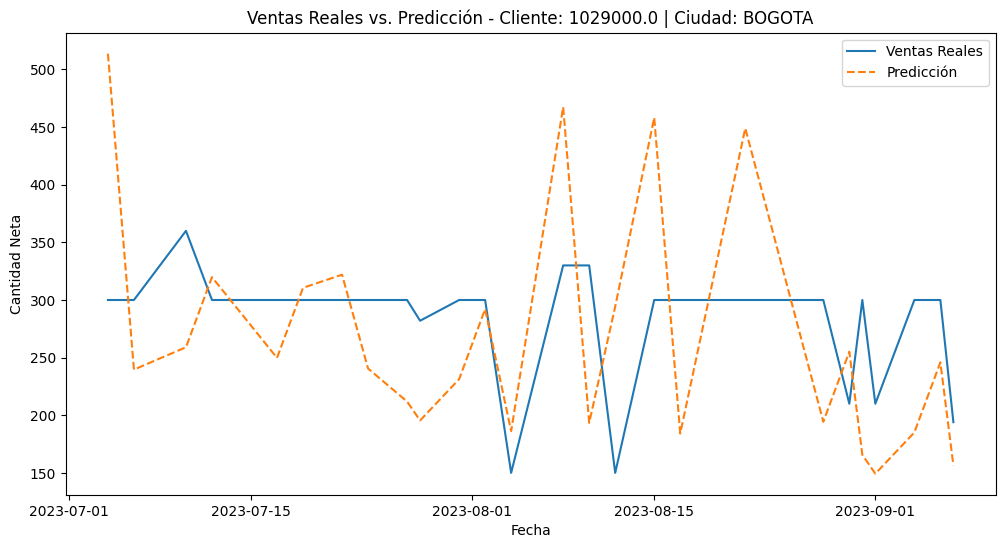 Ventas Reales vs. Predicción - Cliente: 1029000.0 | Ciudad: BOGOTA
Ventas Reales
Predicción
Cantidad Neta
500
450
400
350
300
250
200
150
2023-07-01
2023-07-15
2023-08-01
2023-08-15
2023-09-01
Fecha